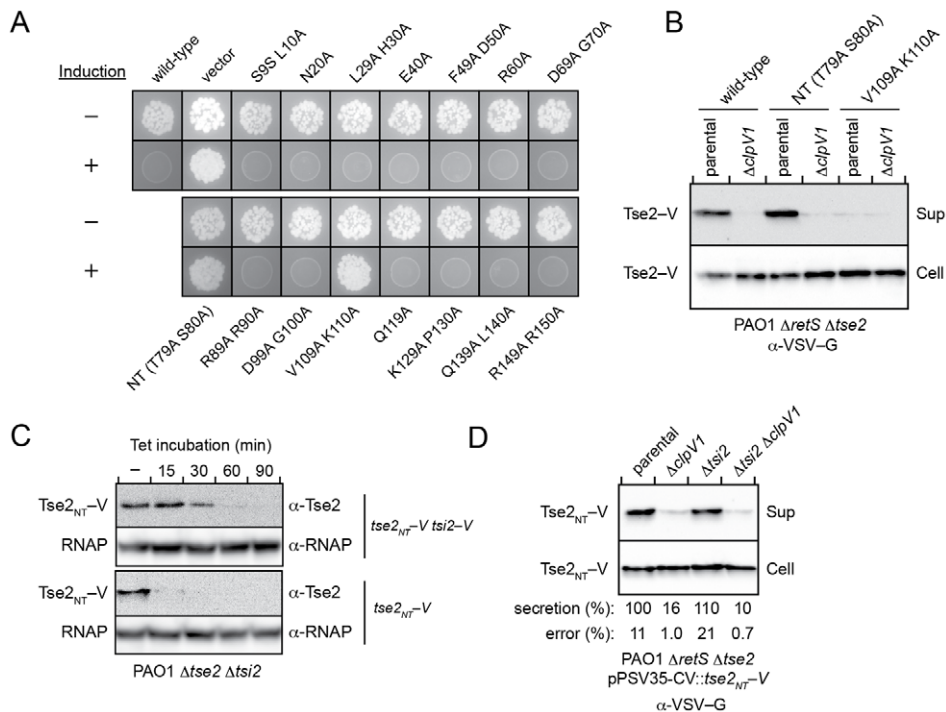 A
Induction
wild-type
vector
S9S L10A
N20A
L29A H30A
E40A
F49A D50A
R60A
D69A G70A
–
+
–
+
NT (T79A S80A)
R89A R90A
D99A G100A
V109A K110A
Q119A
K129A P130A
Q139A L140A
R149A R150A
B
wild-type
NT (T79A S80A)
V109A K110A
parental
ΔclpV1
parental
ΔclpV1
parental
ΔclpV1
Tse2–V Sup
Tse2–V Cell
PAO1 ΔretS Δtse2
α-VSV–G
C
Tet incubation (min)
– 15 30 60 90
Tse2NT–V α-Tse2
RNAP α-RNAP
tse2NT–V tsi2–V
Tse2NT–V α-Tse2
RNAP α-RNAP
tse2NT–V
PAO1 Δtse2 Δtsi2
D
parental
ΔclpV1
Δtsi2
Δtsi2 ΔclpV1
Tse2NT–V Sup
Tse2NT–V Cell
secretion (%): 100 16 110 10
error (%): 11 1.0 21 0.7
PAO1 ΔretS Δtse2
pPSV35-CV::tse2NT–V
α-VSV–G